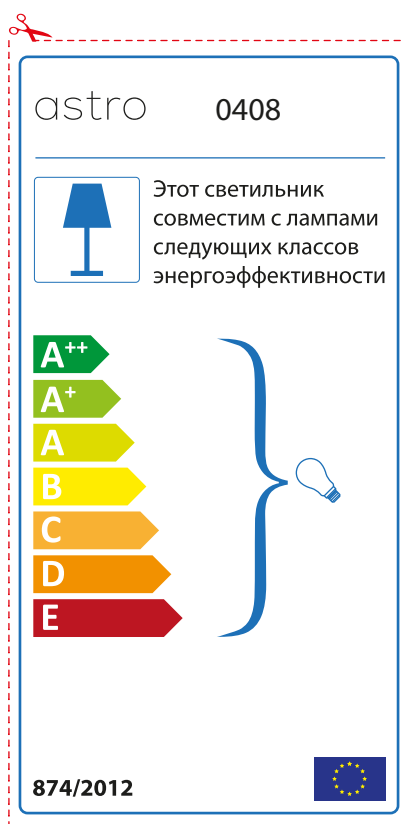 astro 0408
Этот светильник
совместим с лампами
следующих классов
энергоэффективности
A++
A+
A
B
C
D
E
874/2012